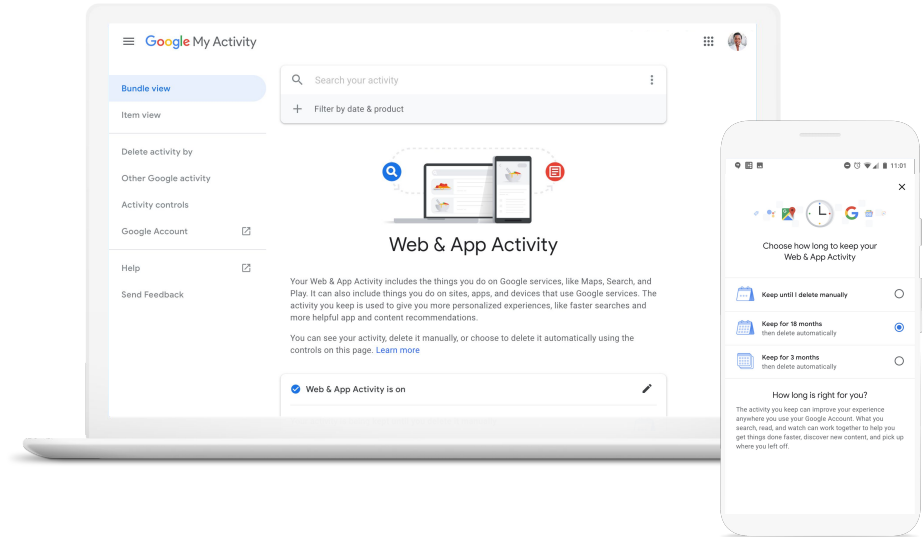 Google My Activity
Bundle view
Item view
Delete activity by
Other Google activity
Activity controls
Google Account
Help
Send Feedback
Search your activity
Filter by date & product
Web & App Activity
Your Web & App Activity includes the things you do on Google services, like Maps, Search, and
Play. It can also include things you do on sites, apps, and devices that use Google services. The
activity you keep is used to give you more personalized experiences, like faster searches and
more helpful app and content recommendations.
You can see your activity, delete it manually, or choose to delete it automatically using the
controls on this page. Learn more
Web & App Activity is on
11:01
Choose how long to keep your
Web & App Activity
Keep until I delete manually
Keep for 18 months
then delete automatically
Keep for 3 months
then delete automatically
How long is right for you?
The activity you keep can improve your experience
anywhere you use your Google Account. What you
search, read, and watch can work together to help you
get things done faster, discover new content, and pick up
where you left off.